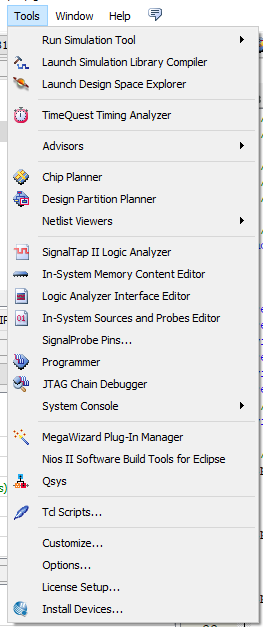 Tools Window Help
Run Simulation Tool
Launch Simulation Library Compiler
Launch Design Space Explorer
TimeQuest Timing Analyzer
Advisors
Chip Planner
Design Partition Planner
Netlist Viewers
SignalTap II Logic Analyzer
In-System Memory Content Editor
Logic Analyzer Interface Editor
In-System Sources and Probes Editor
SignalProbe Pins...
Programmer
JTAG Chain Debugger
System Console
MegaWizard Plug-In Manager
Nios II Software Build Tools for Eclipse
Qsys
Tcl Scripts...
Customize...
Options...
License Setup...
Install Devices...